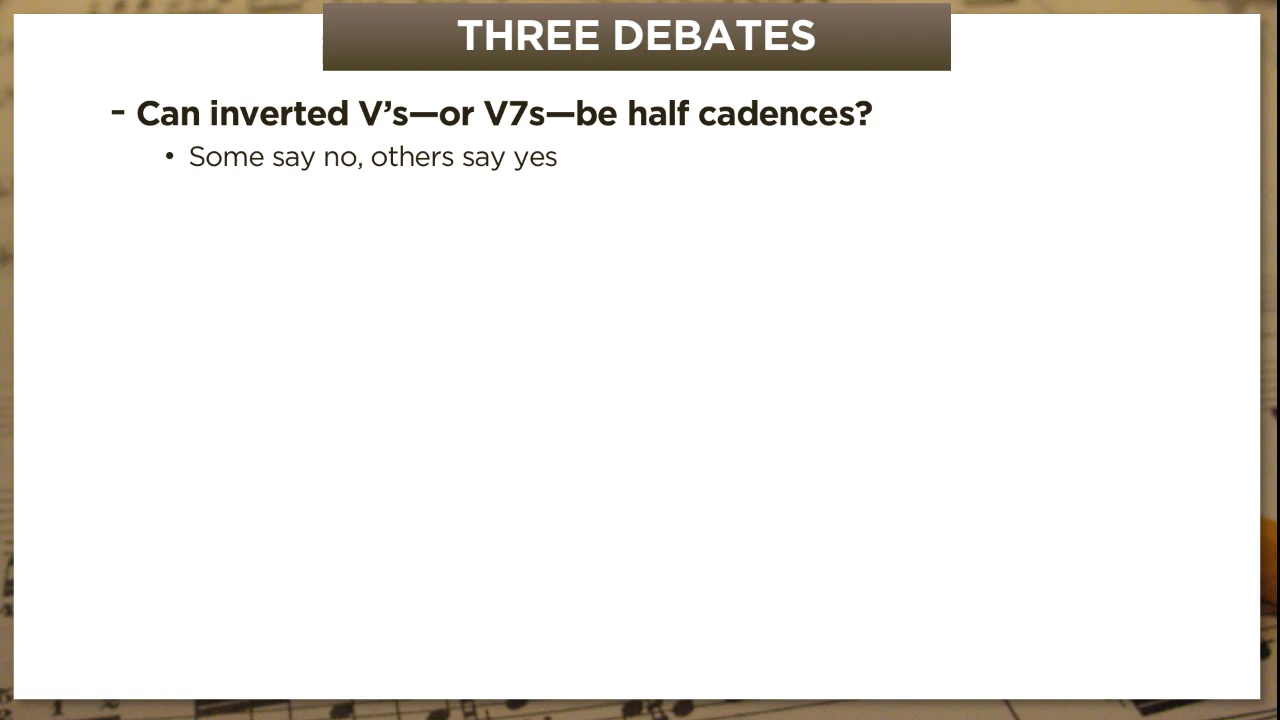 THREE DEBATES
- Can inverted V’s—or V7s—be half cadences?
• Some say no, others say yes